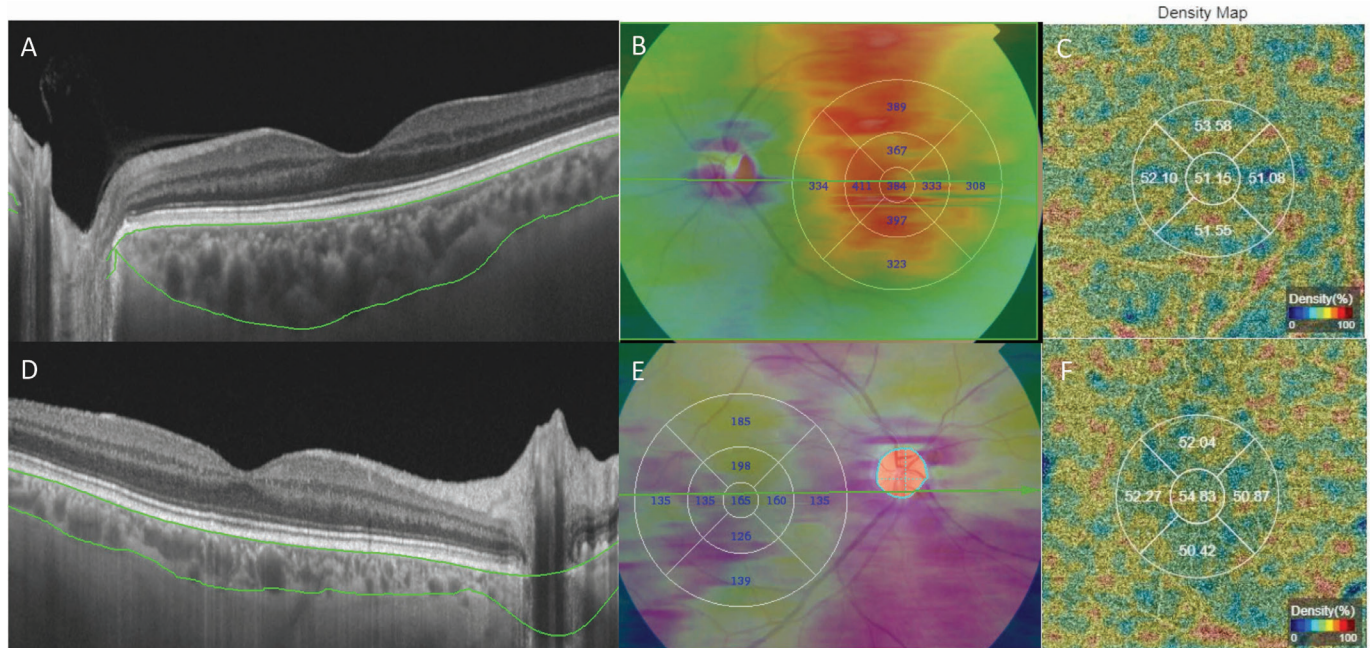 Density Map
A
B
C
389
367
334 411 384 333 308
397
323
53.58
52.10 51.15 51.08
51.55
Density(%)
0 100
D
E
F
185
198
135 135 165 160 135
126
139
52.04
52.27 54.83 50.87
50.42
Density(%)
0 100